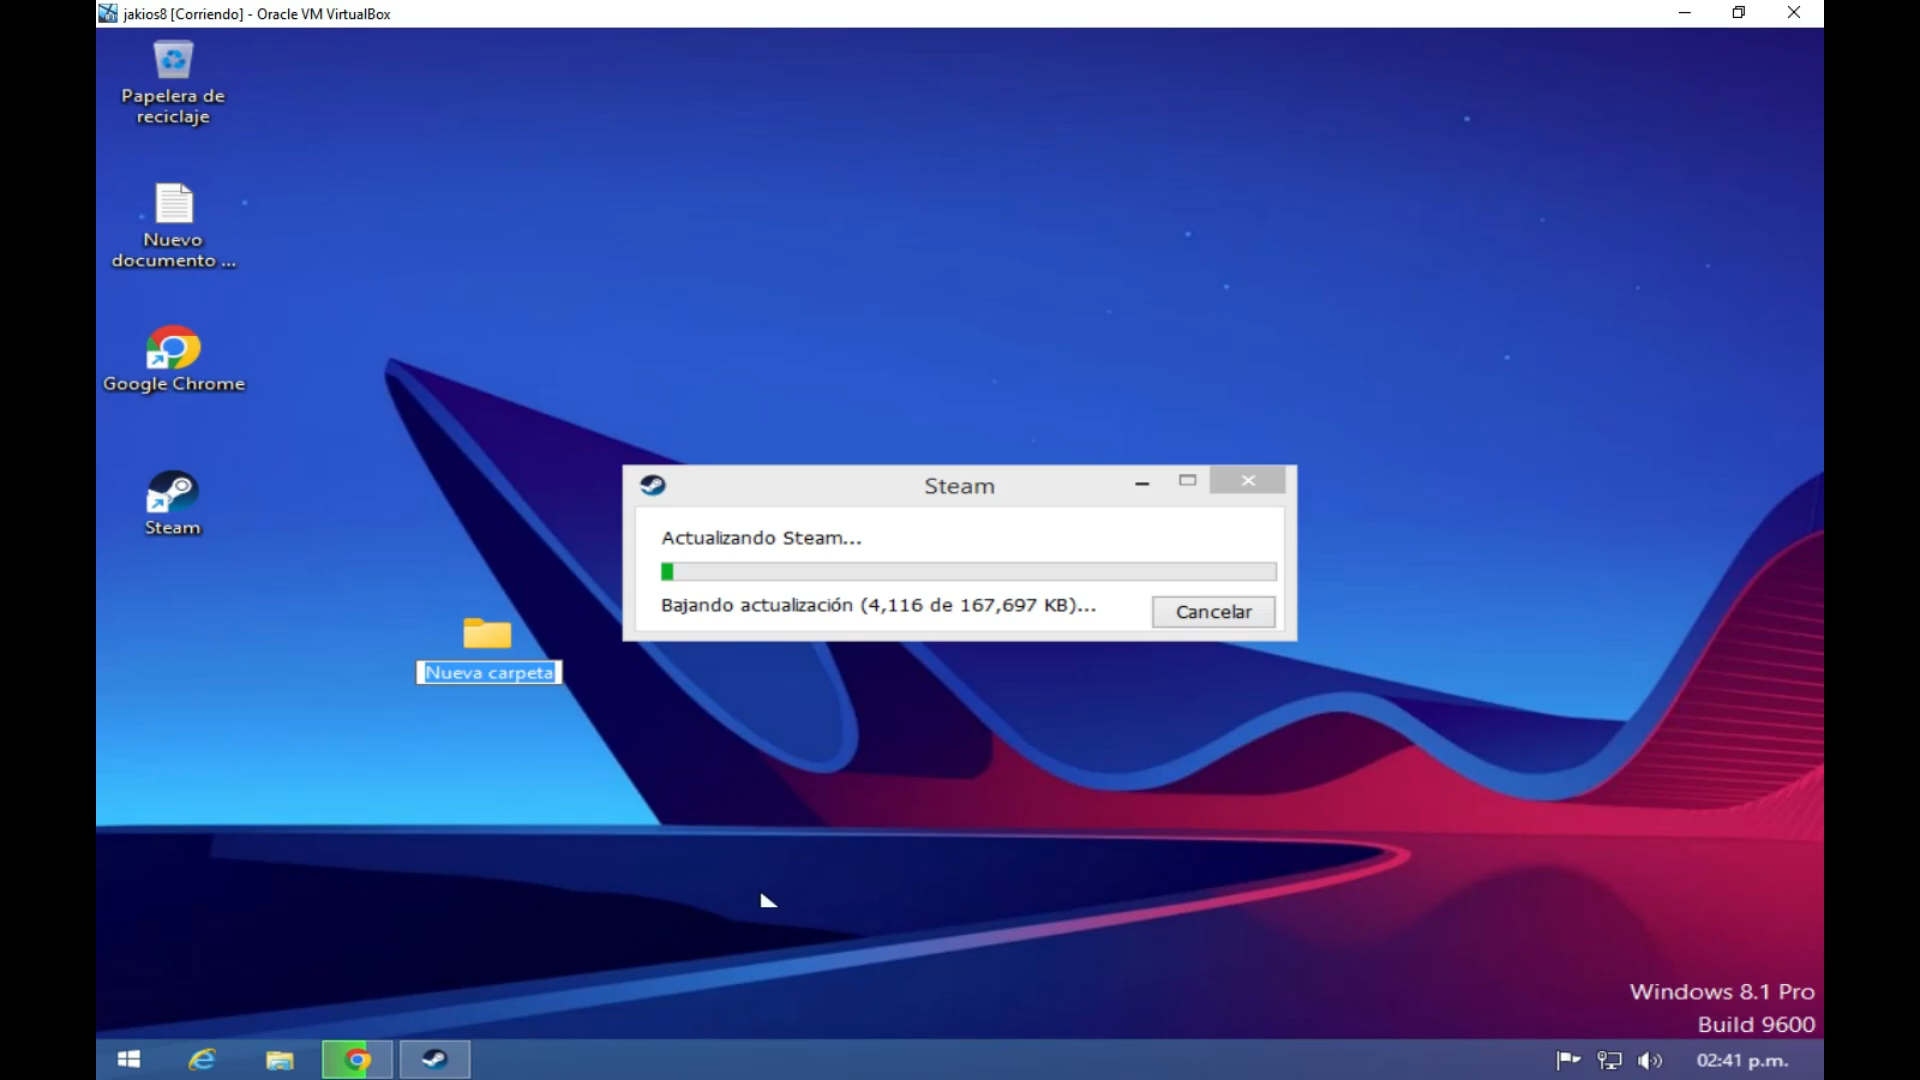 jakios8 [Corriendo] - Oracle VM VirtualBox
Papelera de
reciclaje
Nuevo
documento ...
Google Chrome
Steam
Steam
Actualizando Steam...
Bajando actualización (4,116 de 167,697 KB)...
Cancelar
Nueva carpeta
Windows 8.1 Pro
Build 9600
02:41 p.m.